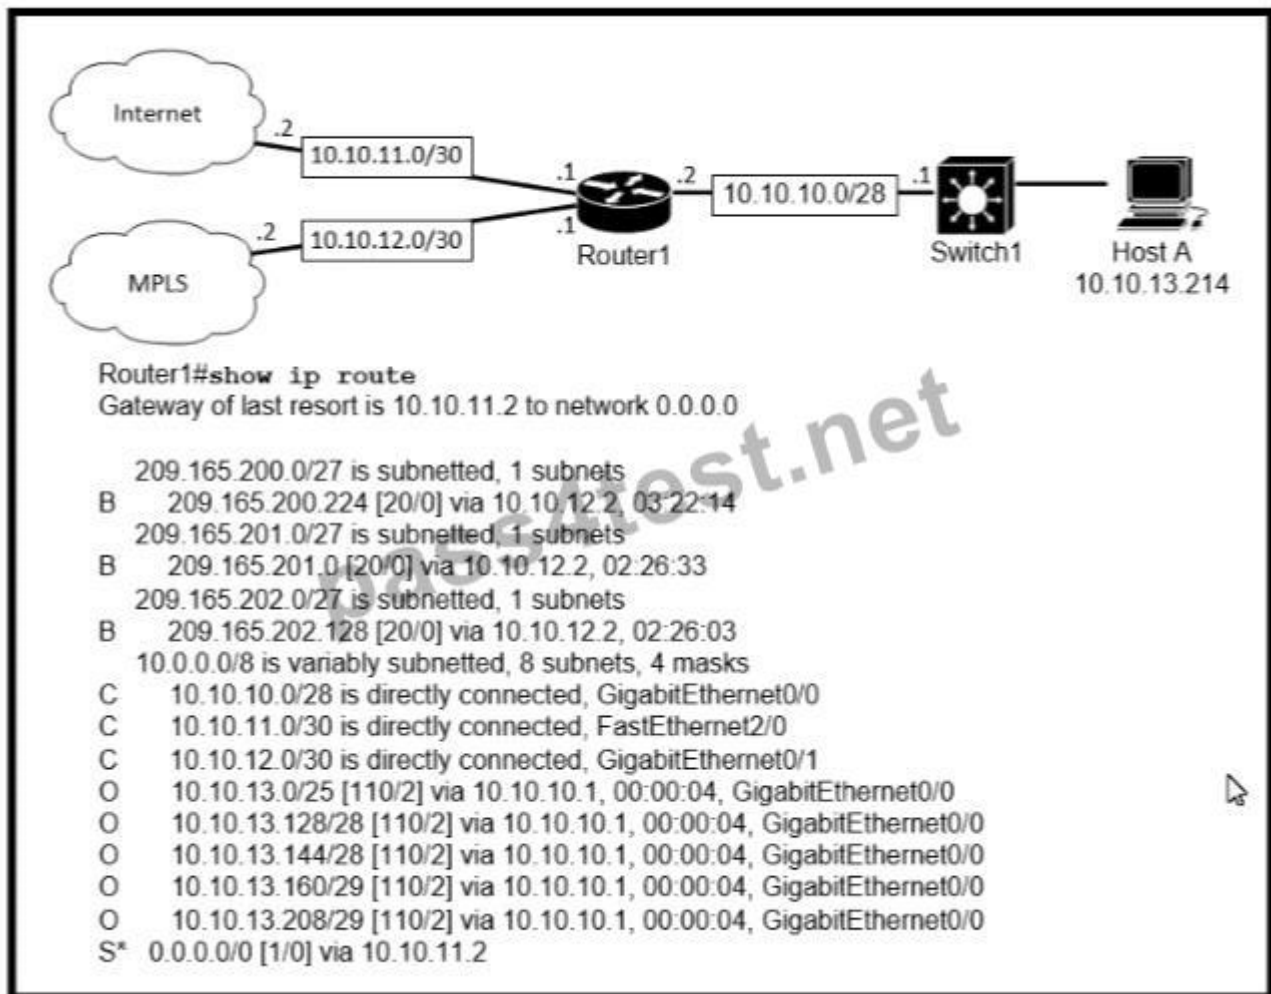 Internet
.2
10.10.11.0/30
.1
.2
10.10.10.0/28
.1
.2
10.10.12.0/30
.1
Router1
Switch1
Host A
MPLS
10.10.13.214
Router1#show ip route
Gateway of last resort is 10.10.11.2 to network 0.0.0.0
209.165.200.0/27 is subnetted, 1 subnets
B 209.165.200.224 [20/0] via 10.10.12.2, 03:22:14
209.165.201.0/27 is subnetted, 1 subnets
B 209.165.201.0 [20/0] via 10.10.12.2, 02:26:33
209.165.202.0/27 is subnetted, 1 subnets
B 209.165.202.128 [20/0] via 10.10.12.2, 02:26:03
10.0.0.0/8 is variably subnetted, 8 subnets, 4 masks
C 10.10.10.0/28 is directly connected, GigabitEthernet0/0
C 10.10.11.0/30 is directly connected, FastEthernet2/0
C 10.10.12.0/30 is directly connected, GigabitEthernet0/1
O 10.10.13.0/25 [110/2] via 10.10.10.1, 00:00:04, GigabitEthernet0/0
O 10.10.13.128/28 [110/2] via 10.10.10.1, 00:00:04, GigabitEthernet0/0
O 10.10.13.144/28 [110/2] via 10.10.10.1, 00:00:04, GigabitEthernet0/0
O 10.10.13.160/29 [110/2] via 10.10.10.1, 00:00:04, GigabitEthernet0/0
O 10.10.13.208/29 [110/2] via 10.10.10.1, 00:00:04, GigabitEthernet0/0
S* 0.0.0.0/0 [1/0] via 10.10.11.2
pass4test.net